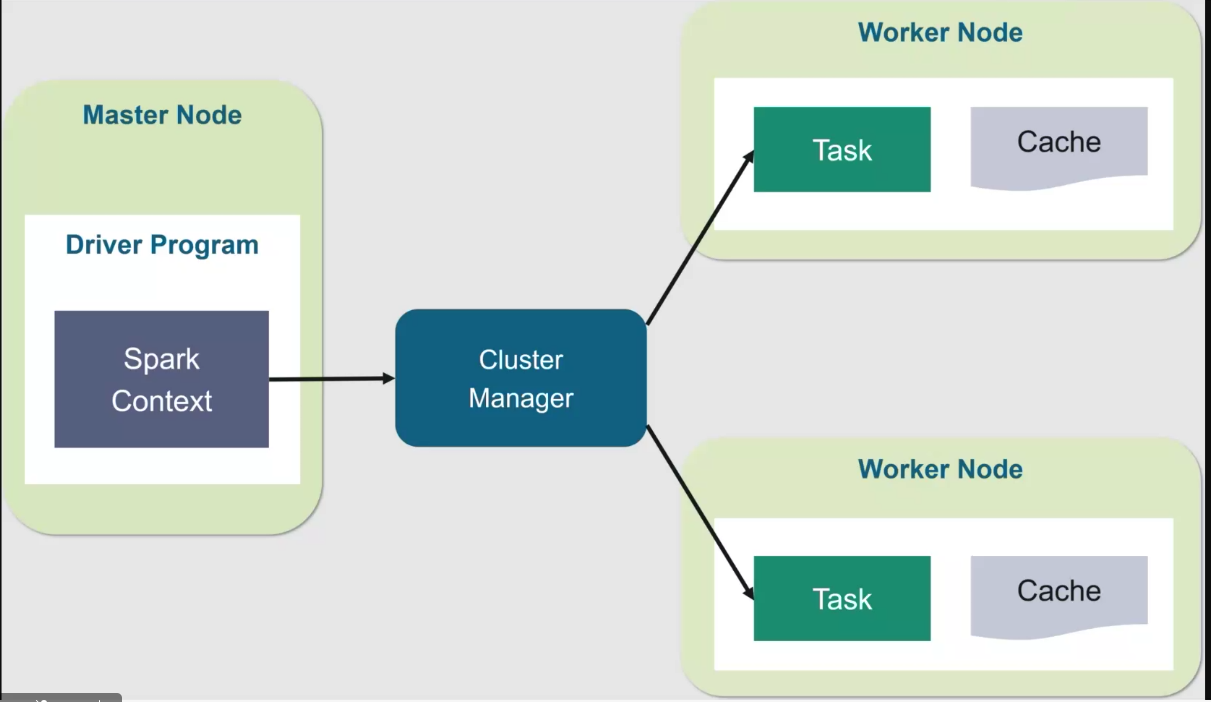 Master Node
Driver Program
Spark
Context
Cluster
Manager
Worker Node
Task
Cache
Worker Node
Task
Cache